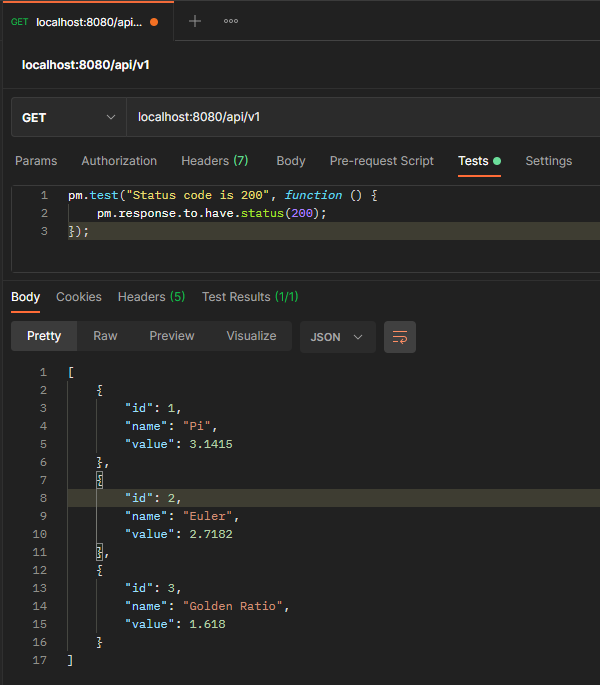 GET localhost:8080/api...
localhost:8080/api/v1
GET localhost:8080/api/v1
Params Authorization Headers (7) Body Pre-request Script Tests Settings
1 pm.test("Status code is 200", function () {
2     pm.response.to.have.status(200);
3 });
Body Cookies Headers (5) Test Results (1/1)
Pretty Raw Preview Visualize JSON
1 [
2     {
3         "id": 1,
4         "name": "Pi",
5         "value": 3.1415
6     },
7     {
8         "id": 2,
9         "name": "Euler",
10         "value": 2.7182
11     },
12     {
13         "id": 3,
14         "name": "Golden Ratio",
15         "value": 1.618
16     }
17 ]